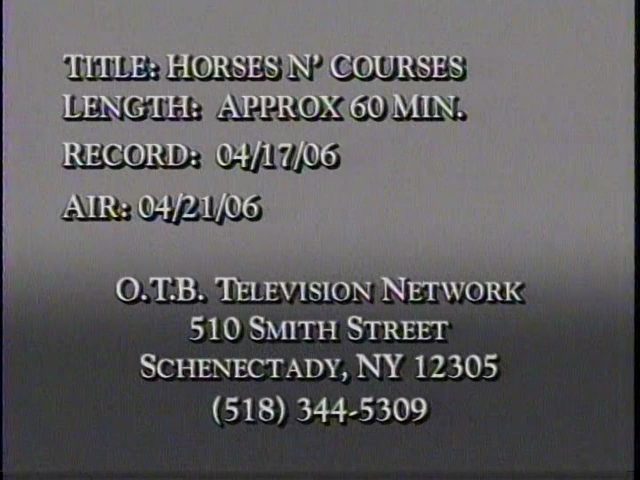 TITLE: HORSES N' COURSES
LENGTH: APPROX 60 MIN.
RECORD: 04/17/06
AIR: 04/21/06
O.T.B. TELEVISION NETWORK
510 SMITH STREET
SCHENECTADY, NY 12305
(518) 344-5309